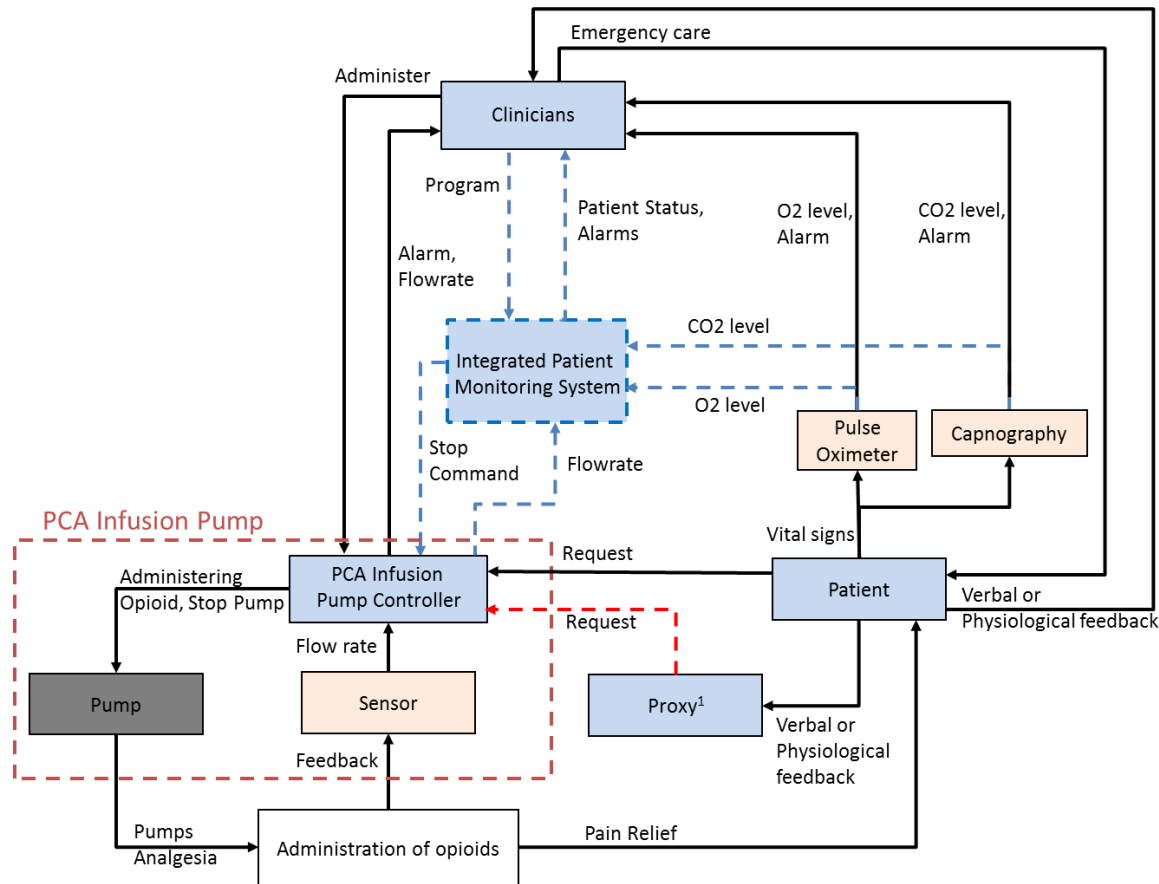 Emergency care
Administer
Clinicians
Program
Patient Status,
Alarms
O2 level,
Alarm
CO2 level,
Alarm
Alarm,
Flowrate
CO2 level
Integrated Patient
Monitoring System
O2 level
Pulse
Oximeter
Capnography
Stop
Command
Flowrate
PCA Infusion Pump
Vital signs
Request
Administering
Opioid, Stop Pump
PCA Infusion
Pump Controller
Patient
Verbal or
Physiological feedback
Request
Flow rate
Pump
Sensor
Proxy¹
Verbal or
Physiological
feedback
Feedback
Pumps
Analgesia
Administration of opioids
Pain Relief